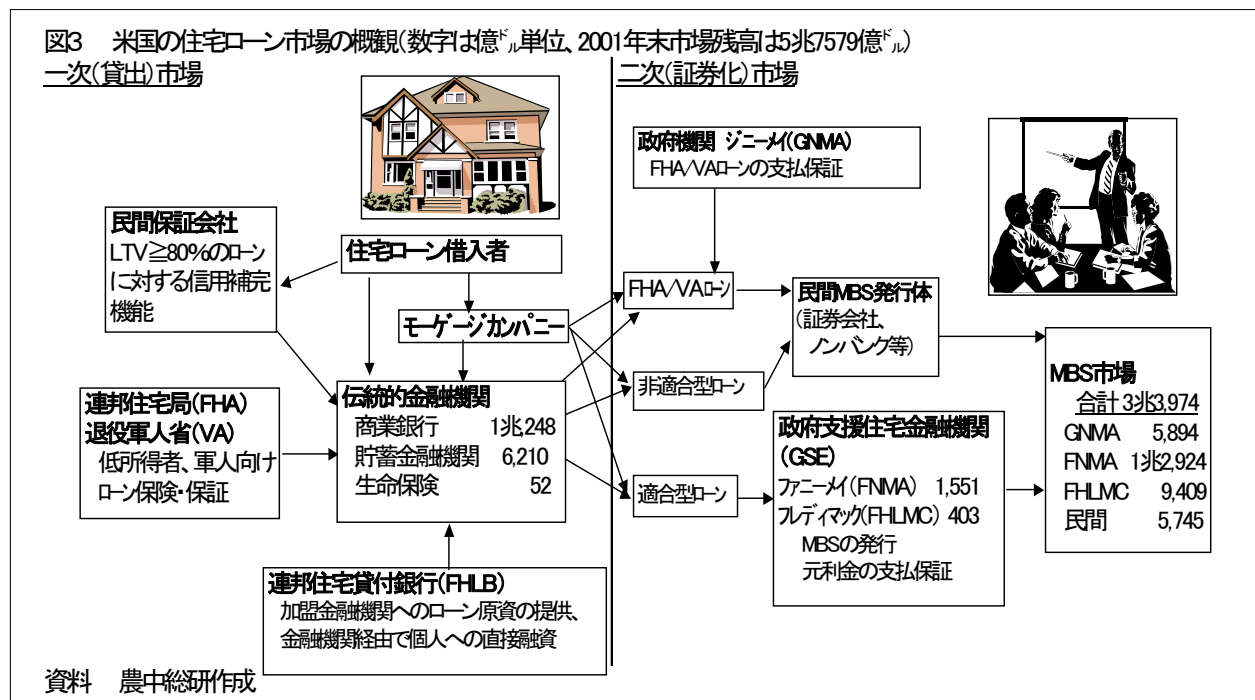 図3 米国の住宅ローン市場の概観(数字は億ドル単位、2001年末市場残高は5兆7579億ドル)
一次(貸出)市場
二次(証券化)市場
政府機関 ジニーメイ(GNMA)
FHA/VAローンの支払保証
民間保証会社
LTV≧80%のローン
に対する信用補完
機能
住宅ローン借入者
モーゲージカンパニー
FHA/VAローン
民間MBS発行体
(証券会社、
ノンバンク等)
非適合型ローン
連邦住宅局(FHA)
退役軍人省(VA)
低所得者、軍人向け
ローン保険・保証
伝統的金融機関
商業銀行 1兆,248
貯蓄金融機関 6,210
生命保険 52
適合型ローン
政府支援住宅金融機関
(GSE)
ファニーメイ(FNMA) 1,551
フレディマック(FHLMC) 403
MBSの発行
元利金の支払保証
MBS市場
合計 3兆3,974
GNMA 5,894
FNMA 1兆2,924
FHLMC 9,409
民間 5,745
連邦住宅貸付銀行(FHLB)
加盟金融機関へのローン原資の提供、
金融機関経由で個人への直接融資
資料 農中総研作成